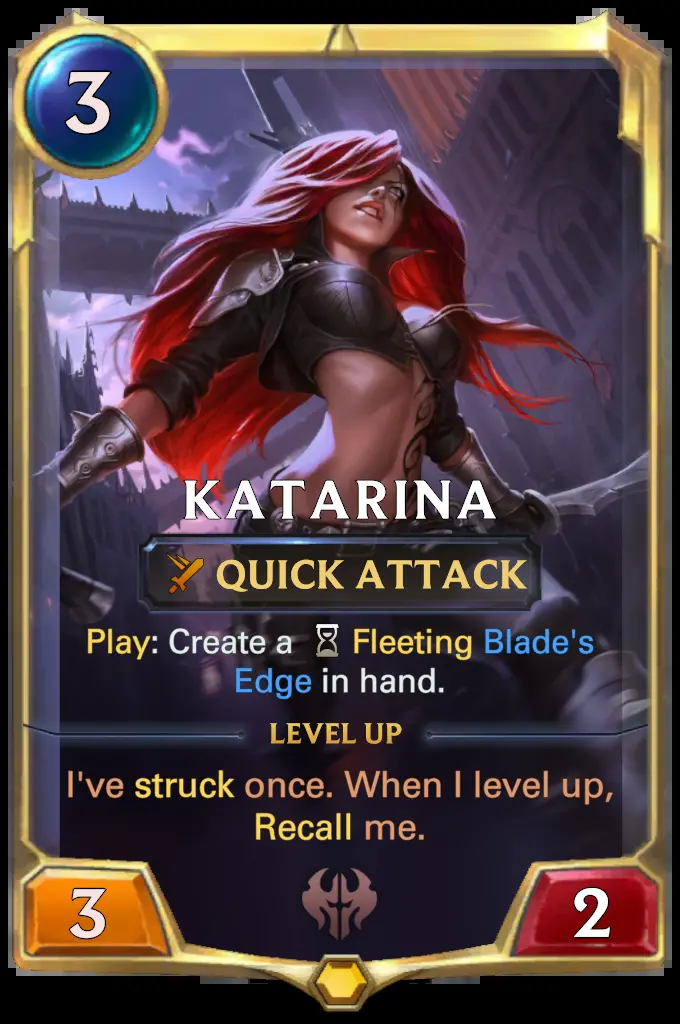 3
KATARINA
QUICK ATTACK
Play: Create a Fleeting Blade's
Edge in hand.
LEVEL UP
I've struck once. When I level up,
Recall me.
3
2